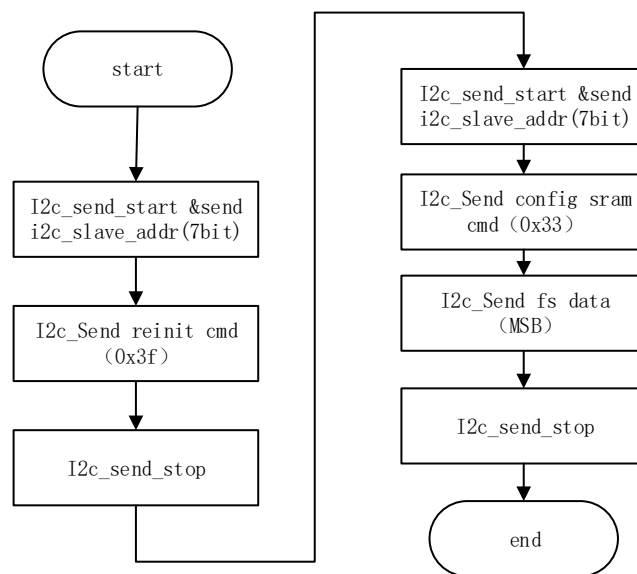 start
I2c_send_start &send
i2c_slave_addr(7bit)
I2c_Send reinit cmd
（0x3f）
I2c_send_stop
I2c_send_start &send
i2c_slave_addr(7bit)
I2c_Send config sram
cmd（0x33）
I2c_Send fs data
（MSB）
I2c_send_stop
end